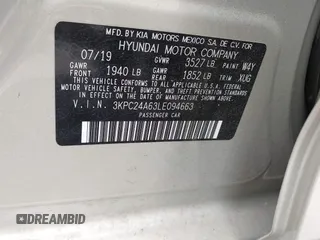 MFD. BY KIA MOTORS MEXICO S.A. DE C.V. FOR
HYUNDAI MOTOR COMPANY
07/19 GVWR 3527 LB PAINT W4Y
GAWR FRONT 1940 LB GAWR REAR 1852 LB TRIM XUG
THIS VEHICLE CONFORMS TO ALL APPLICABLE U.S. FEDERAL
MOTOR VEHICLE SAFETY, BUMPER, AND THEFT PREVENTION
STANDARDS IN EFFECT ON THE DATE OF MANUFACTURE SHOWN ABOVE.
V.I.N. 3KPC24A63LE094663
PASSENGER CAR
DREAMBID